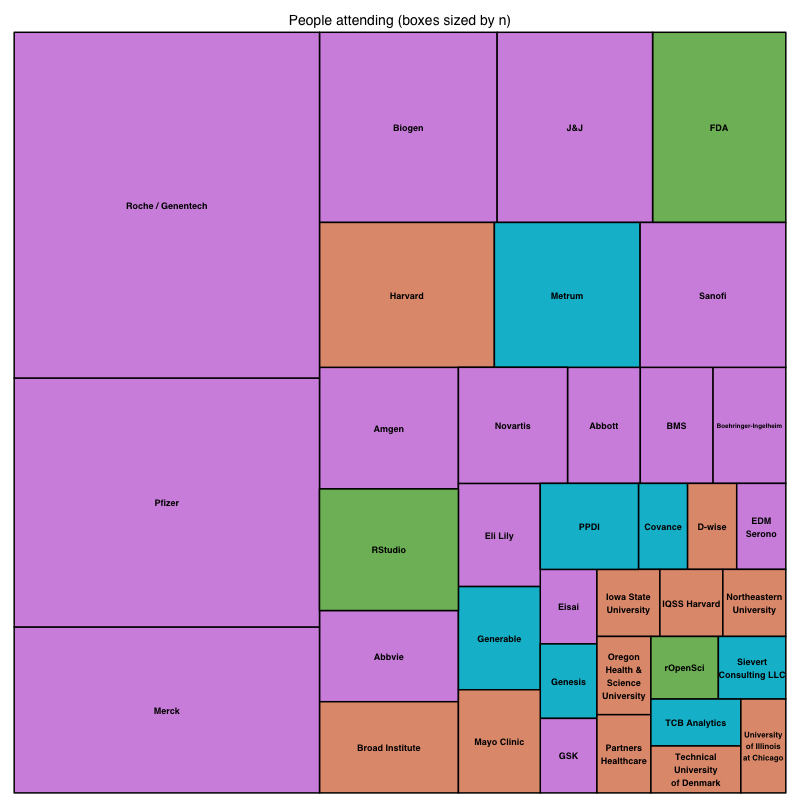 People attending (boxes sized by n)
Roche / Genentech
Pfizer
Merck
Biogen
J&J
FDA
Harvard
Metrum
Sanofi
Amgen
RStudio
Abbvie
Broad Institute
Novartis
Abbott
BMS
Boehringer-Ingelheim
Eli Lily
Generable
Mayo Clinic
PPDI
Covance
D-wise
EDM
Serono
Eisai
Genesis
GSK
Iowa State
University
IQSS Harvard
Northeastern
University
Oregon
Health &
Science
University
Partners
Healthcare
rOpenSci
Sievert
Consulting LLC
TCB Analytics
Technical
University
of Denmark
University
of Illinois
at Chicago